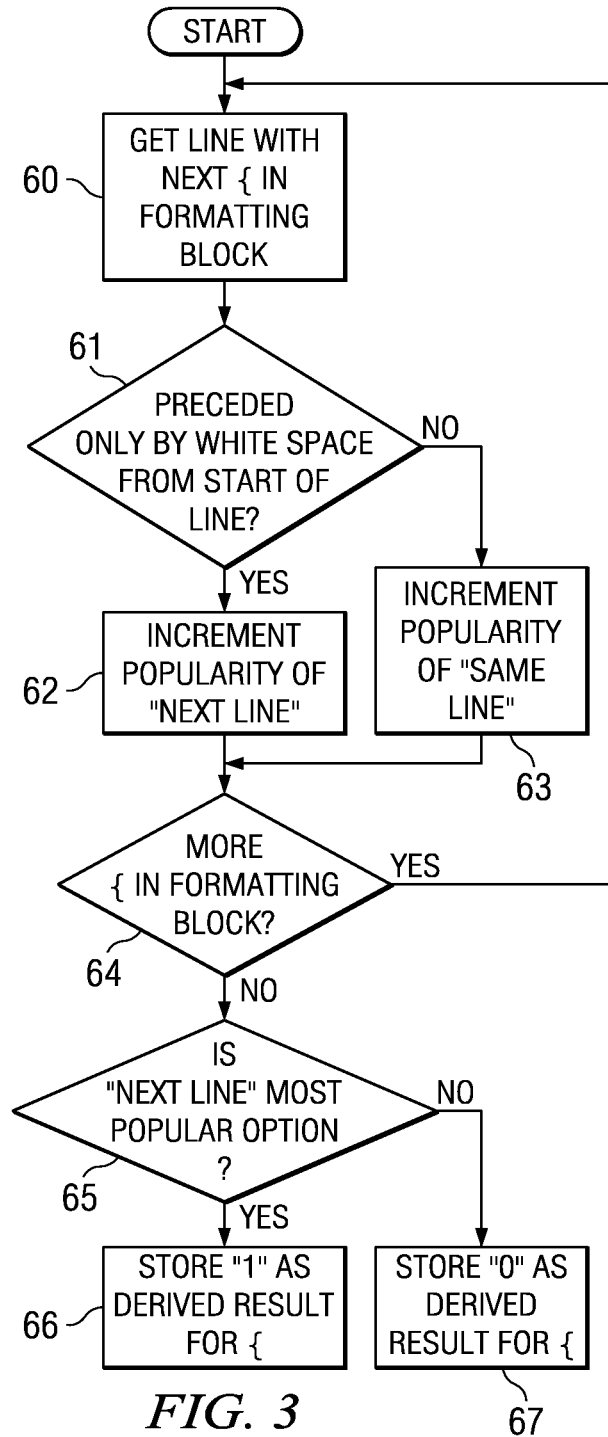 START
GET LINE WITH
NEXT { IN
FORMATTING
BLOCK
60
61
PRECEDED
ONLY BY WHITE SPACE
FROM START OF
LINE?
NO
YES
INCREMENT
POPULARITY OF
"NEXT LINE"
62
INCREMENT
POPULARITY
OF "SAME
LINE"
63
MORE
{ IN FORMATTING
BLOCK?
YES
64
NO
IS
"NEXT LINE" MOST
POPULAR OPTION
?
NO
65
YES
STORE "1" AS
DERIVED RESULT
FOR {
66
STORE "0" AS
DERIVED
RESULT FOR {
67
FIG. 3